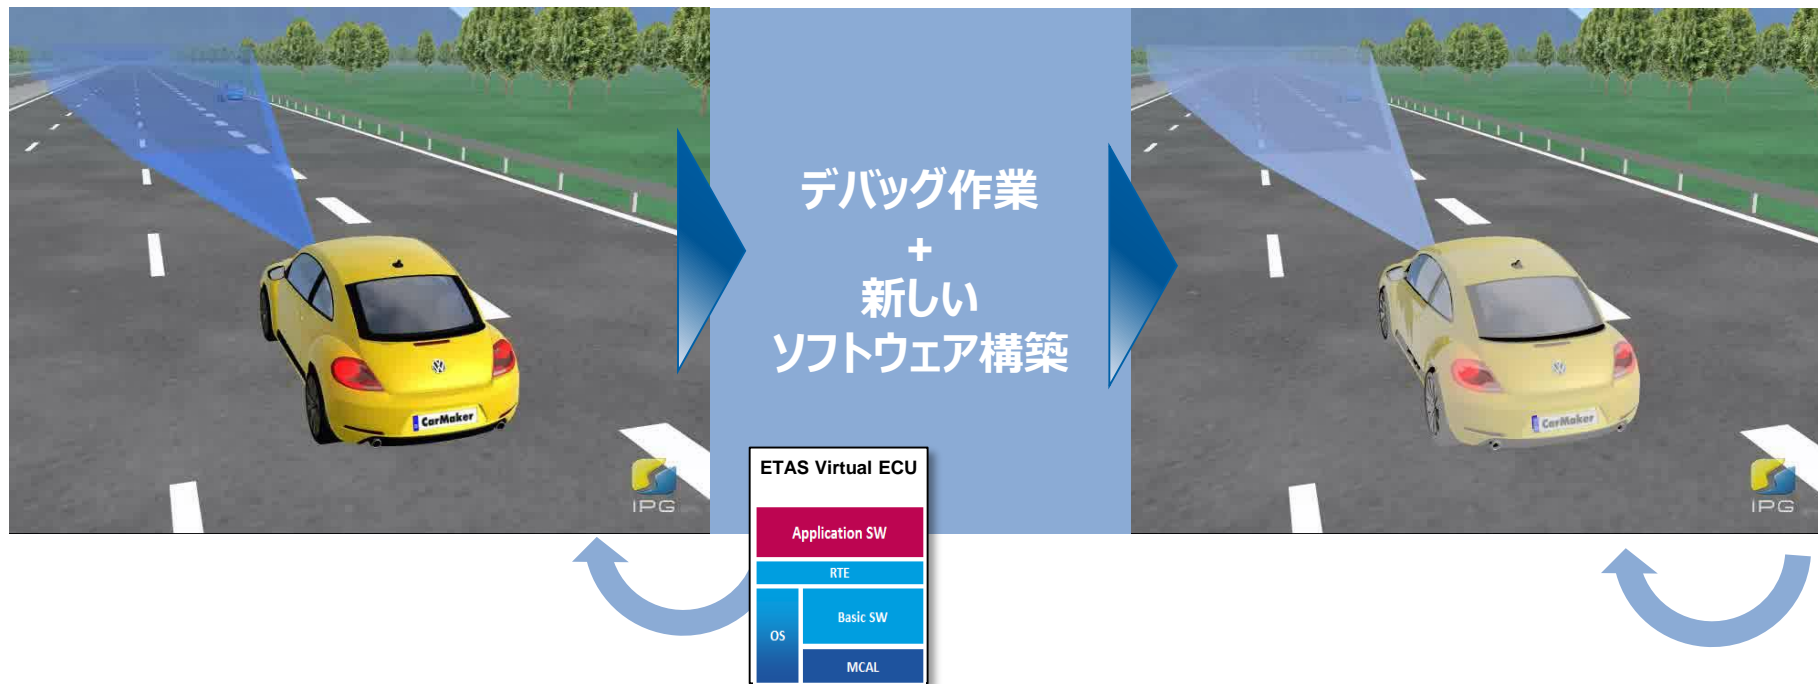 デバッグ作業
+
新しい
ソフトウェア構築
CarMaker
IPG
CarMaker
IPG
ETAS Virtual ECU
Application SW
RTE
OS
Basic SW
MCAL